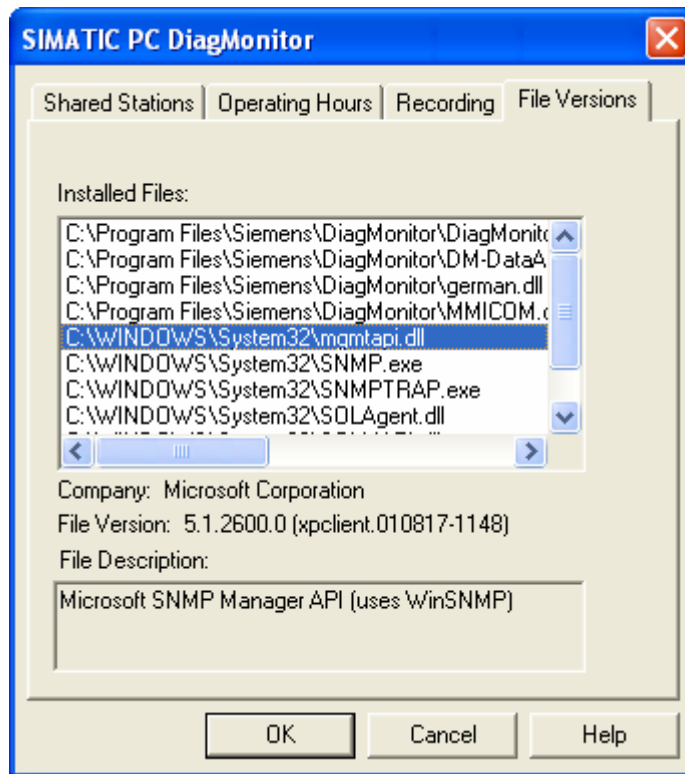 SIMATIC PC DiagMonitor
Shared Stations Operating Hours Recording File Versions
Installed Files:
C:\Program Files\Siemens\DiagMonitor\DiagMonitc
C:\Program Files\Siemens\DiagMonitor\DM-DataA
C:\Program Files\Siemens\DiagMonitor\german.dll
C:\Program Files\Siemens\DiagMonitor\MMICOM.
C:\WINDOWS\System32\mgmtapi.dll
C:\WINDOWS\System32\SNMP.exe
C:\WINDOWS\System32\SNMPTRAP.exe
C:\WINDOWS\System32\SOLAgent.dll
Company: Microsoft Corporation
File Version: 5.1.2600.0 (xpclient.010817-1148)
File Description:
Microsoft SNMP Manager API (uses WinSNMP)
OK Cancel Help